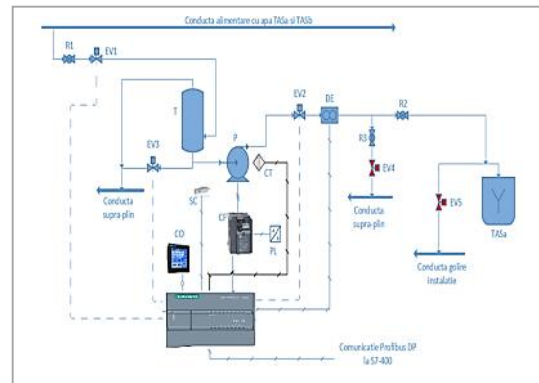 Conducta alimentare cu apa TASa si TASb
R1
EV1
EV2
DE
R2
T
P
R3
EV3
CT
EV4
SC
EV5
Conducta
supra-plin
CF
Conducta
supra-plin
TASa
CO
PL
Conducta golire
instalatie
SIEMENS
Comunicatie Profibus DP
la S7-400